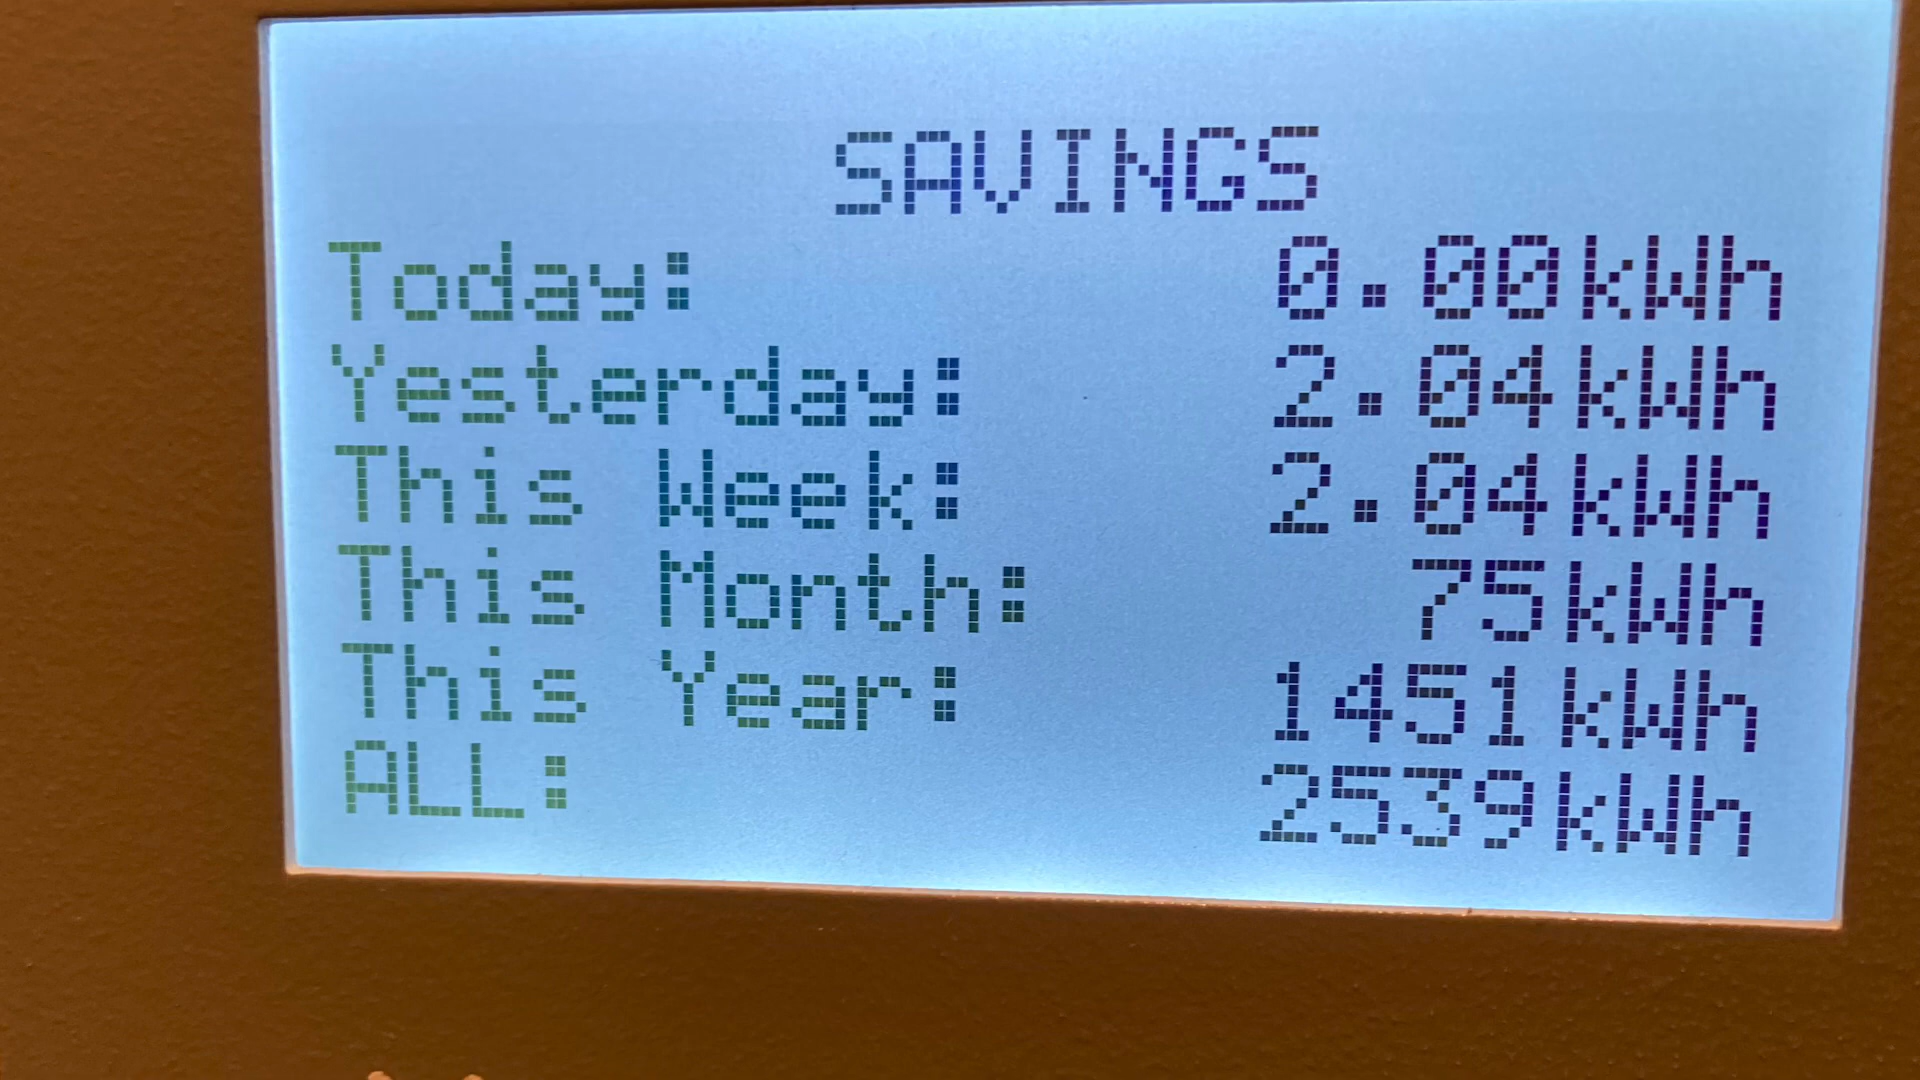 SAVINGS
Today: 0.00kWh
Yesterday: 2.04kWh
This Week: 2.04kWh
This Month: 75kWh
This Year: 1451kWh
ALL: 2539kWh